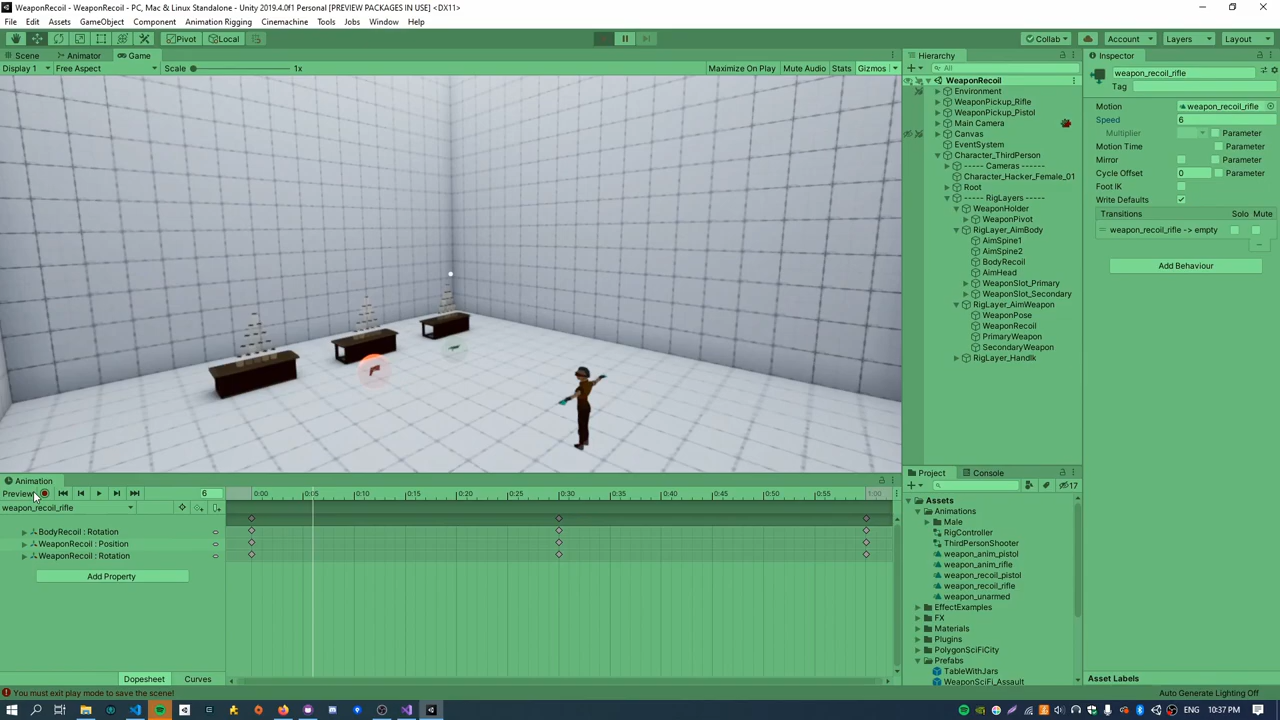 WeaponRecoil - WeaponRecoil - PC, Mac & Linux Standalone - Unity 2019.4.0f1 Personal [PREVIEW PACKAGES IN USE] <DX11>
File Edit Assets GameObject Component Animation Rigging Cinemachine Tools Jobs Window Help
Pivot Local Collab Account Layers Layout
Scene Animator Game
Display 1 Free Aspect Scale 1x Maximize On Play Mute Audio Stats Gizmos
Hierarchy
All
WeaponRecoil
Environment
WeaponPickup_Rifle
WeaponPickup_Pistol
Main Camera
Canvas
EventSystem
Character_ThirdPerson
----- Cameras ------
Character_Hacker_Female_01
Root
----- RigLayers -----
WeaponHolder
WeaponPivot
RigLayer_AimBody
AimSpine1
AimSpine2
BodyRecoil
AimHead
WeaponSlot_Primary
WeaponSlot_Secondary
RigLayer_AimWeapon
WeaponPose
WeaponRecoil
PrimaryWeapon
SecondaryWeapon
RigLayer_HandIk
Inspector
weapon_recoil_rifle
Tag
Motion weapon_recoil_rifle
Speed 6
Multiplier Parameter
Motion Time Parameter
Mirror Parameter
Cycle Offset 0 Parameter
Foot IK
Write Defaults
Transitions Solo Mute
weapon_recoil_rifle -> empty
Add Behaviour
Animation
Preview 6 0:00 0:05 0:10 0:15 0:20 0:25 0:30 0:35 0:40 0:45 0:50 0:55 1:00
weapon_recoil_rifle
BodyRecoil : Rotation
WeaponRecoil : Position
WeaponRecoil : Rotation
Add Property
Dopesheet Curves
Project Console
17
Assets
Animations
Male
RigController
ThirdPersonShooter
weapon_anim_pistol
weapon_anim_rifle
weapon_recoil_pistol
weapon_recoil_rifle
weapon_unarmed
EffectExamples
FX
Materials
Plugins
PolygonSciFiCity
Prefabs
TableWithJars
WeaponSciFi_Assault
Asset Labels
You must exit play mode to save the scene!
Auto Generate Lighting Off
ENG 10:37 PM